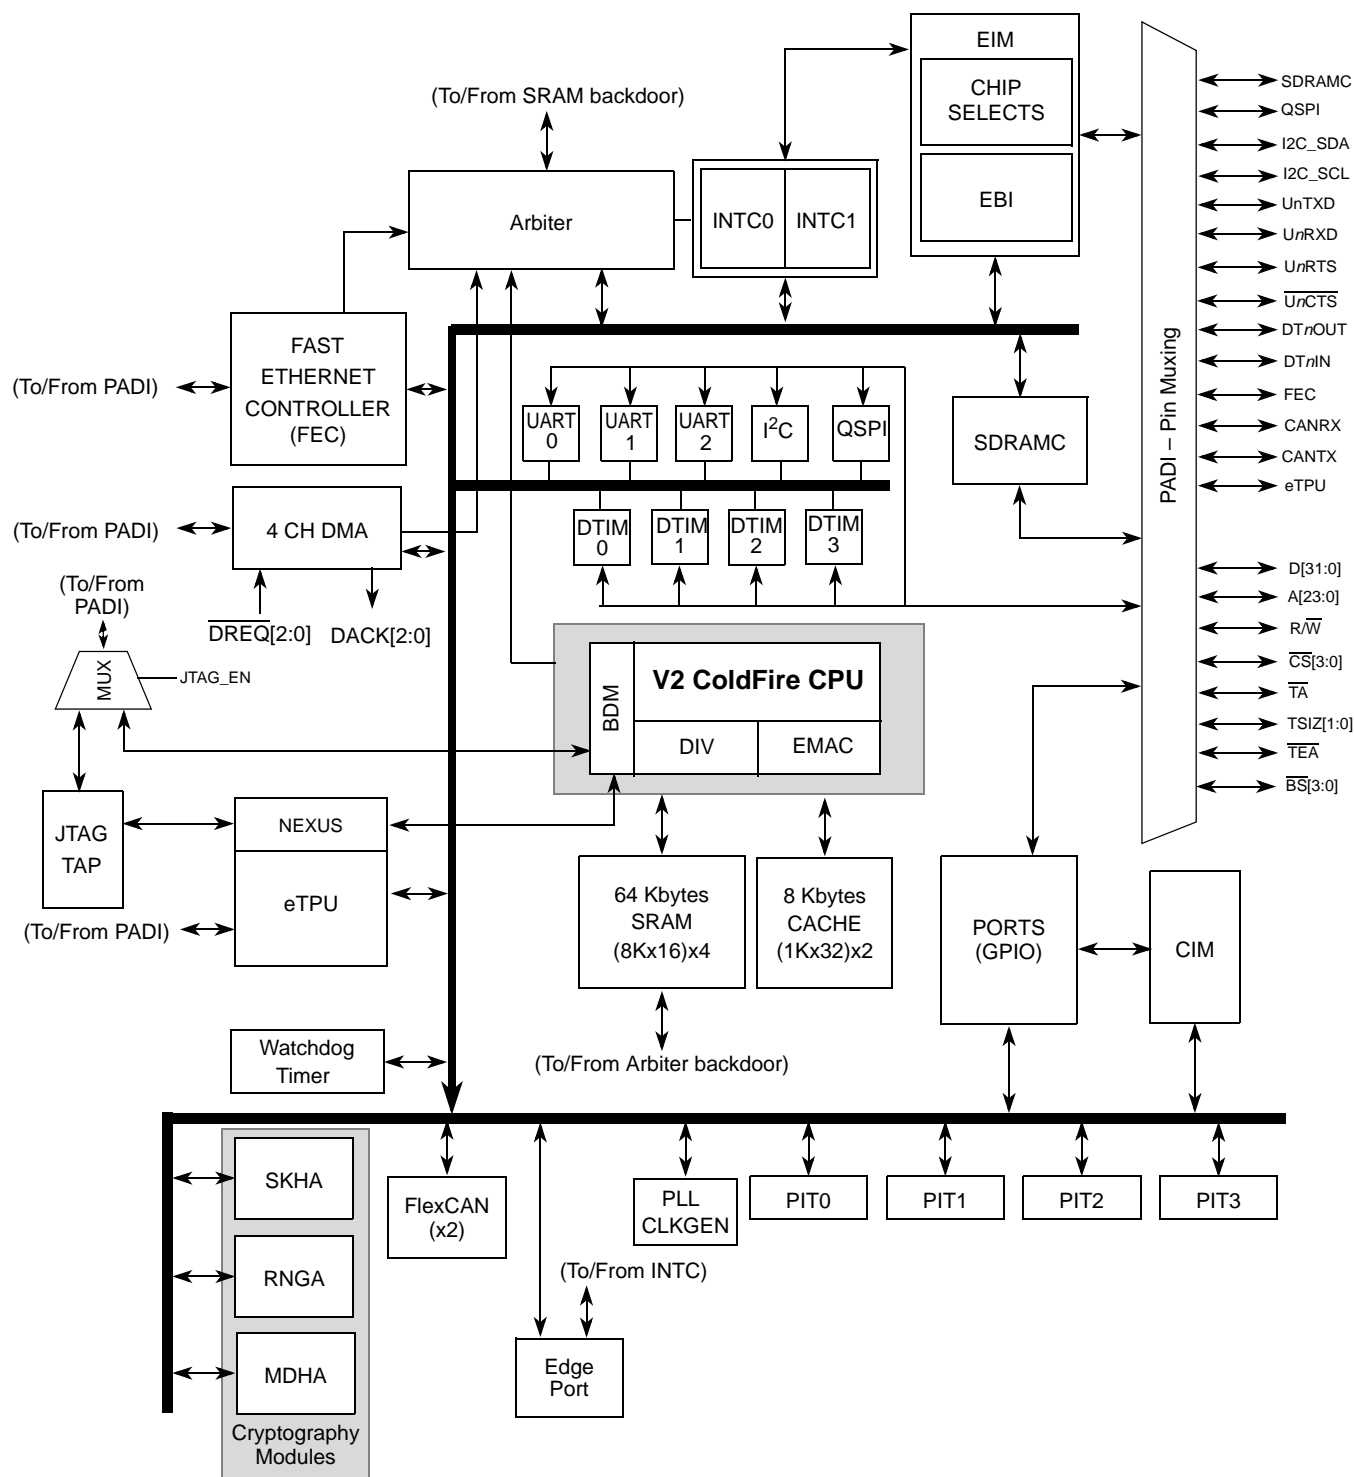 EIM
CHIP
SELECTS
EBI
(To/From SRAM backdoor)
Arbiter
INTC0
INTC1
SDRAMC
QSPI
I2C_SDA
I2C_SCL
UnTXD
UnRXD
UnRTS
U̅n̅C̅T̅S̅
DTnOUT
DTnIN
FEC
CANRX
CANTX
eTPU
D[31:0]
A[23:0]
R/W̅
C̅S̅[3:0]
T̅A̅
TSIZ[1:0]
T̅E̅A̅
B̅S̅[3:0]
PADI – Pin Muxing
FAST
ETHERNET
CONTROLLER
(FEC)
(To/From PADI)
UART
0
UART
1
UART
2
I²C
QSPI
SDRAMC
(To/From PADI)
4 CH DMA
DTIM
0
DTIM
1
DTIM
2
DTIM
3
(To/From
PADI)
D̅R̅E̅Q̅[2:0]
DACK[2:0]
MUX
JTAG_EN
BDM
V2 ColdFire CPU
DIV
EMAC
JTAG
TAP
NEXUS
eTPU
(To/From PADI)
64 Kbytes
SRAM
(8Kx16)x4
8 Kbytes
CACHE
(1Kx32)x2
PORTS
(GPIO)
CIM
Watchdog
Timer
(To/From Arbiter backdoor)
SKHA
RNGA
MDHA
Cryptography
Modules
FlexCAN
(x2)
PLL
CLKGEN
PIT0
PIT1
PIT2
PIT3
(To/From INTC)
Edge
Port